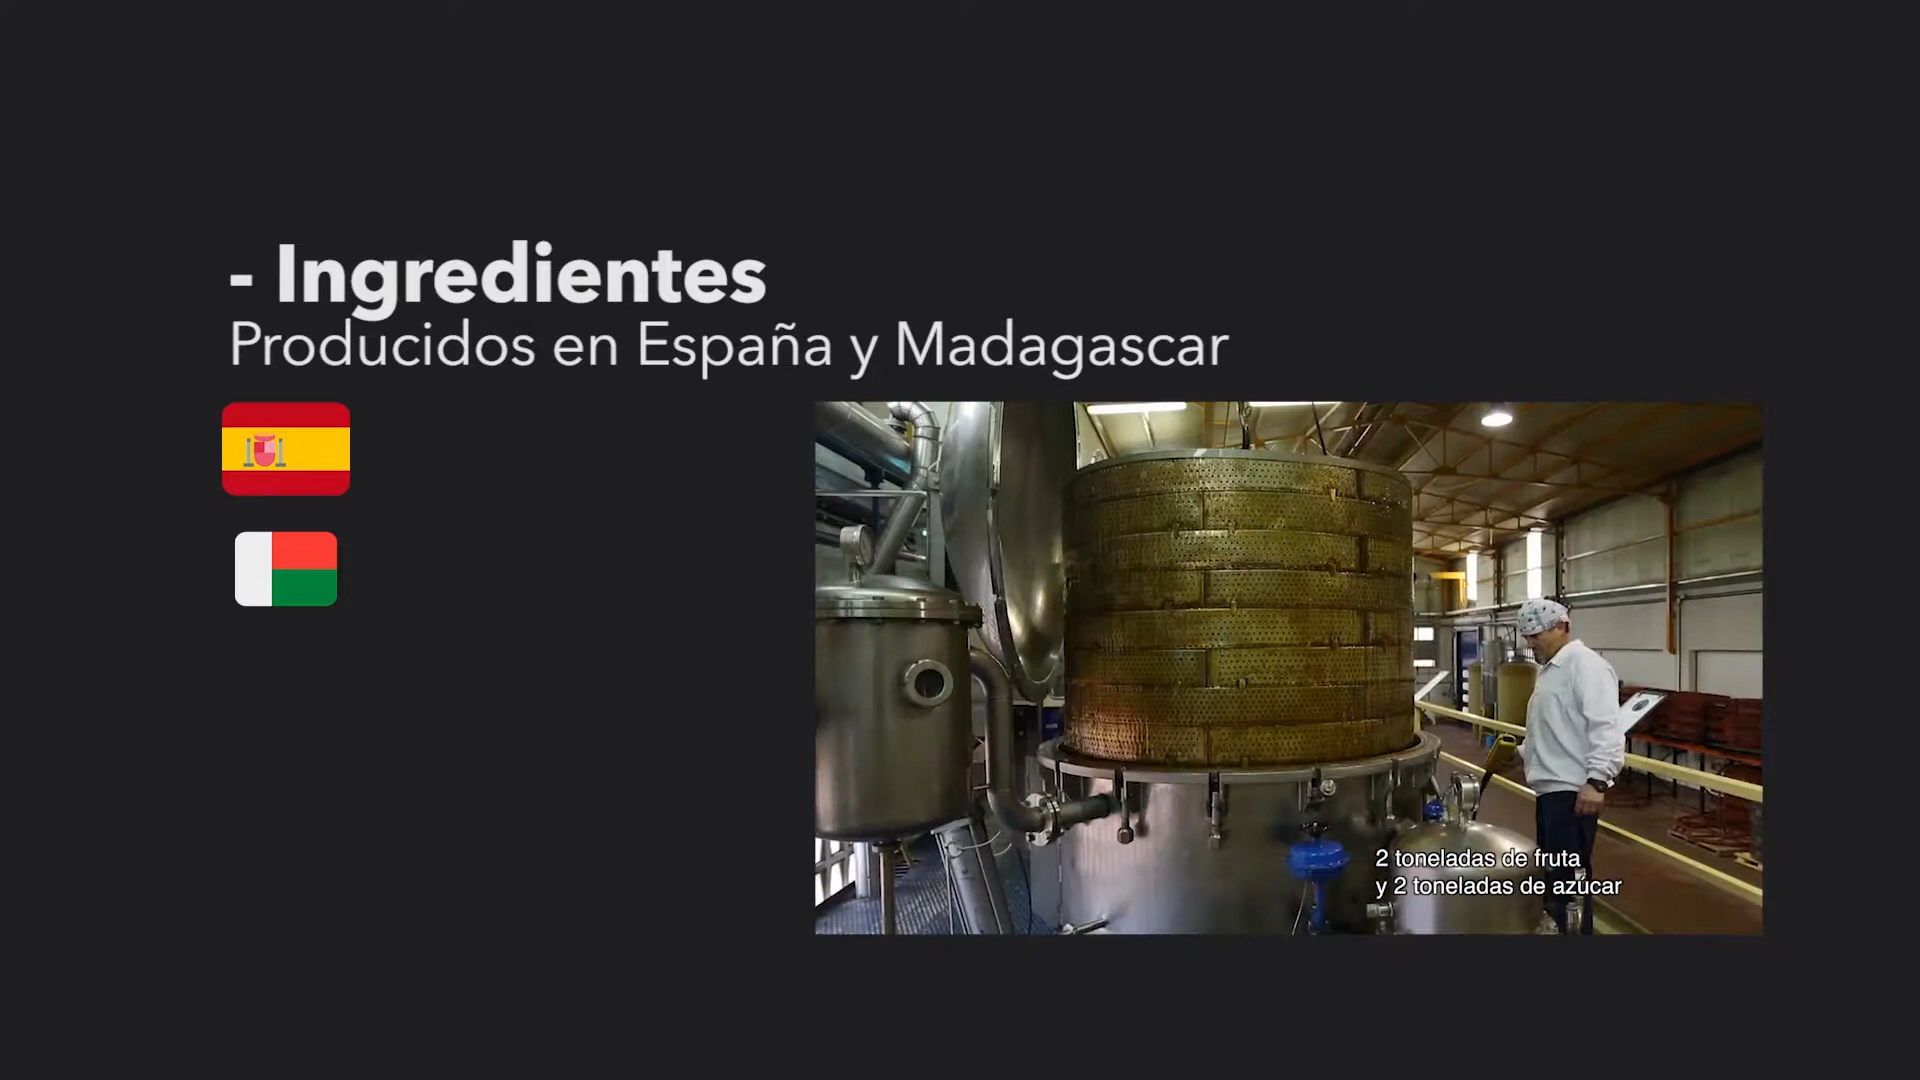 - Ingredientes
Producidos en España y Madagascar
2 toneladas de fruta
y 2 toneladas de azúcar